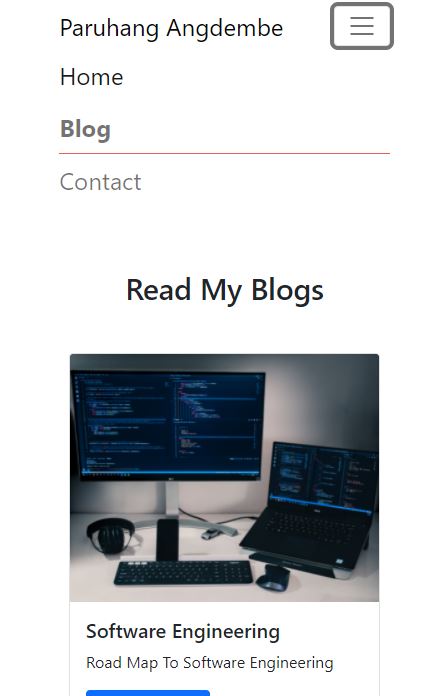 Paruhang Angdembe
Home
Blog
Contact
Read My Blogs
Software Engineering
Road Map To Software Engineering